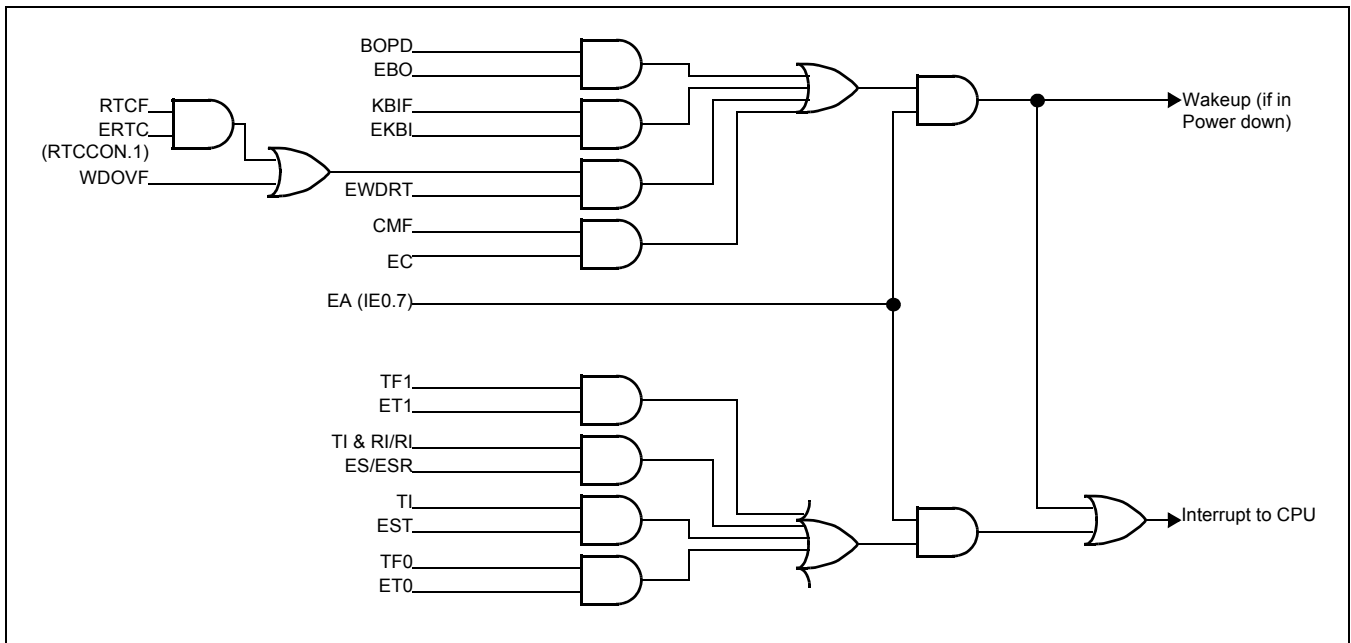 BOPD
EBO
RTCF
ERTC
(RTCCON.1)
WDOVF
KBIF
EKBI
EWDRT
CMF
EC
EA (IE0.7)
Wakeup (if in
Power down)
TF1
ET1
TI & RI/RI
ES/ESR
TI
EST
TF0
ET0
Interrupt to CPU